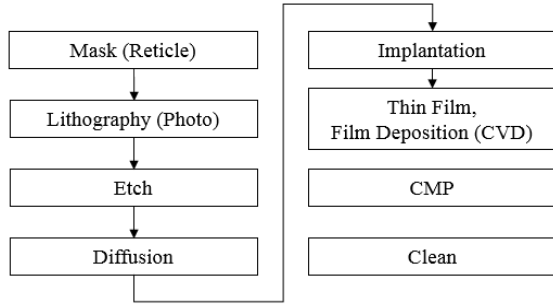 Mask (Reticle)
Lithography (Photo)
Etch
Diffusion
Implantation
Thin Film,
Film Deposition (CVD)
CMP
Clean